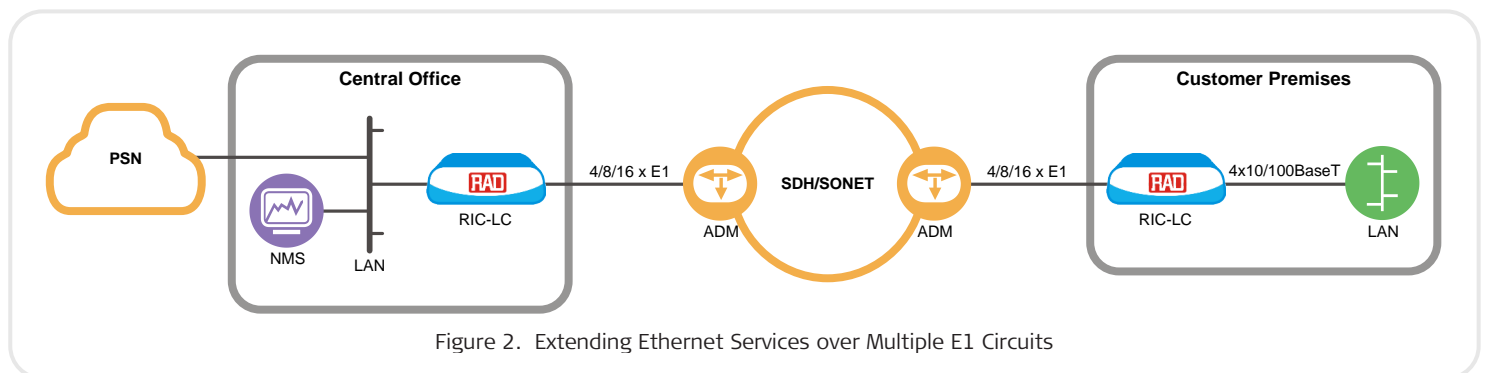 Central Office
Customer Premises
PSN
4/8/16 x E1
SDH/SONET
4/8/16 x E1
4x10/100BaseT
RAD
RAD
RIC-LC
RIC-LC
ADM
ADM
LAN
NMS
LAN
Figure 2. Extending Ethernet Services over Multiple E1 Circuits